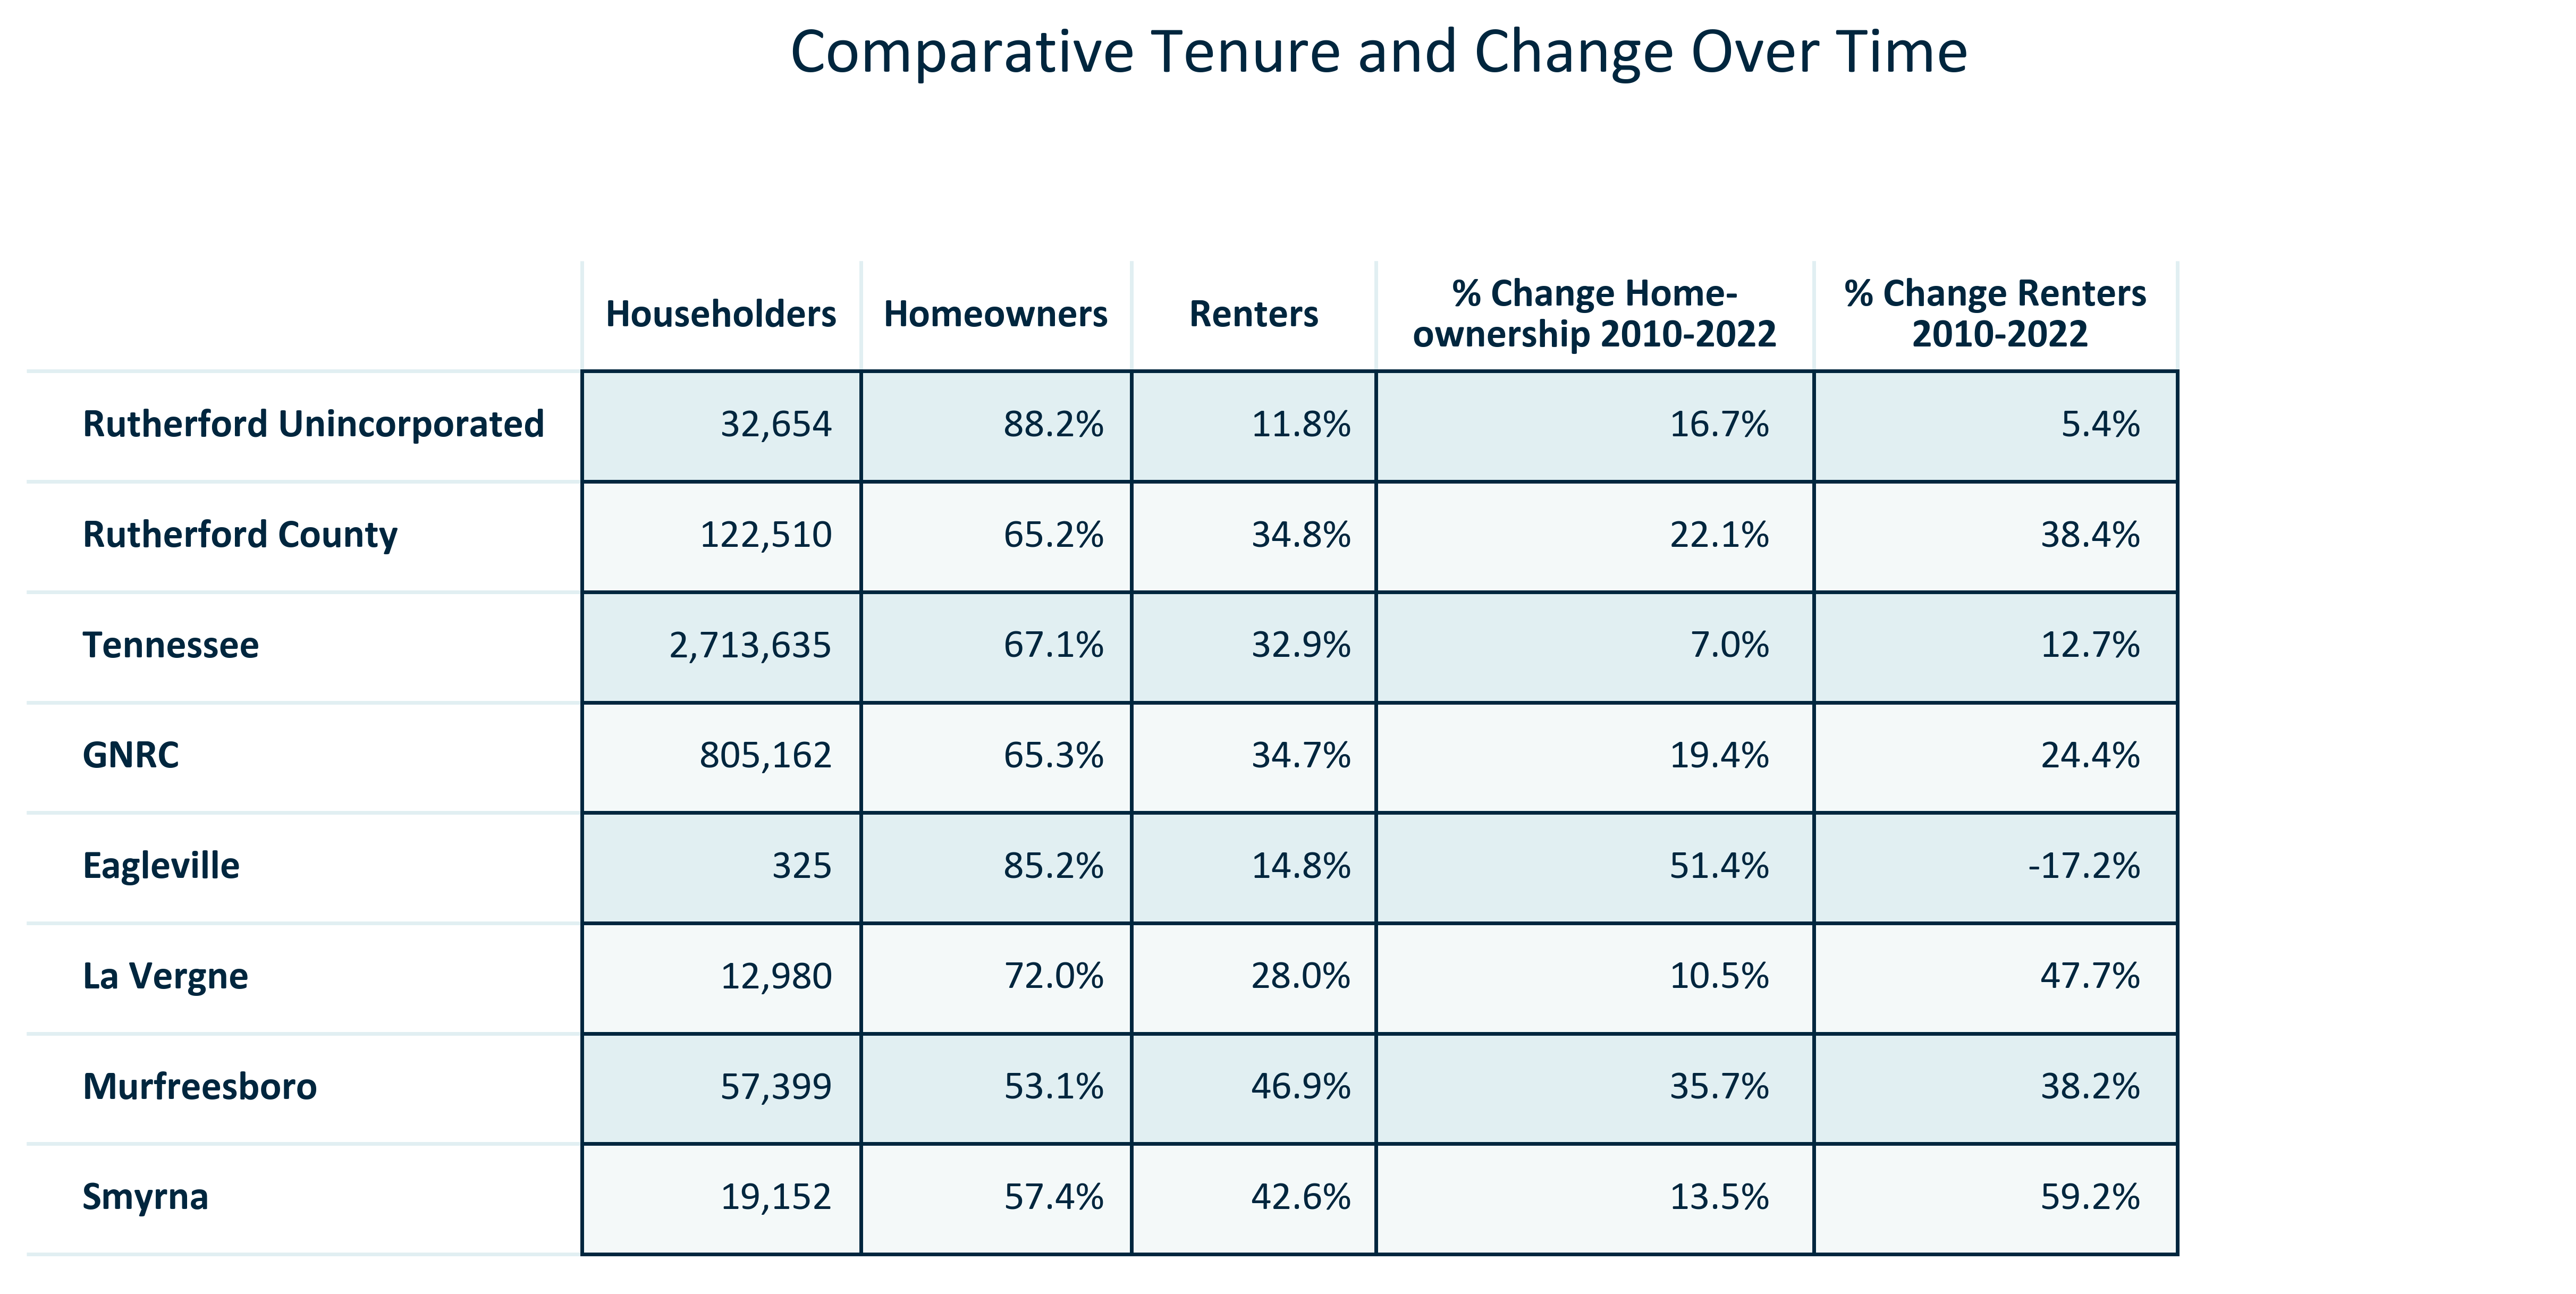 Comparative Tenure and Change Over Time
Householders Homeowners Renters % Change Home-
ownership 2010-2022 % Change Renters
2010-2022
Rutherford Unincorporated 32,654 88.2% 11.8% 16.7% 5.4%
Rutherford County 122,510 65.2% 34.8% 22.1% 38.4%
Tennessee 2,713,635 67.1% 32.9% 7.0% 12.7%
GNRC 805,162 65.3% 34.7% 19.4% 24.4%
Eagleville 325 85.2% 14.8% 51.4% -17.2%
La Vergne 12,980 72.0% 28.0% 10.5% 47.7%
Murfreesboro 57,399 53.1% 46.9% 35.7% 38.2%
Smyrna 19,152 57.4% 42.6% 13.5% 59.2%